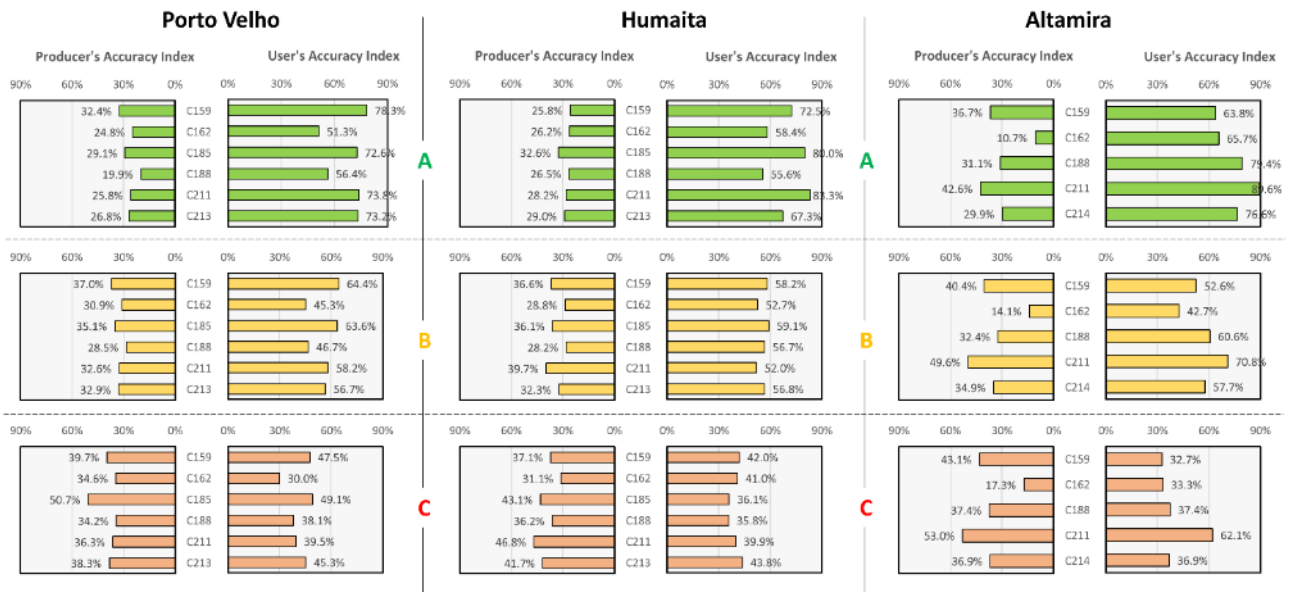 Porto Velho Humaita Altamira
Producer's Accuracy Index User's Accuracy Index Producer's Accuracy Index User's Accuracy Index Producer's Accuracy Index User's Accuracy Index
90% 60% 30% 0% 0% 30% 60% 90% 90% 60% 30% 0% 0% 30% 60% 90% 90% 60% 30% 0% 0% 30% 60% 90%
32.4% C159 78.3% 25.8% C159 72.5% 36.7% C159 63.8%
24.8% C162 51.3% 26.2% C162 58.4% 10.7% C162 65.7%
29.1% C185 72.6% A 32.6% C185 80.0% A 31.1% C188 79.4%
19.9% C188 56.4% 26.5% C188 55.6% 42.6% C211 89.6%
25.8% C211 73.8% 28.2% C211 83.3% 29.9% C214 76.6%
26.8% C213 73.2% 29.0% C213 67.3%
90% 60% 30% 0% 0% 30% 60% 90% 90% 60% 30% 0% 0% 30% 60% 90% 90% 60% 30% 0% 0% 30% 60% 90%
37.0% C159 64.4% 36.6% C159 58.2% 40.4% C159 52.6%
30.9% C162 45.3% 28.8% C162 52.7% 14.1% C162 42.7%
35.1% C185 63.6% B 36.1% C185 59.1% B 32.4% C188 60.6%
28.5% C188 46.7% 28.2% C188 56.7% 49.6% C211 70.8%
32.6% C211 58.2% 39.7% C211 52.0% 34.9% C214 57.7%
32.9% C213 56.7% 32.3% C213 56.8%
90% 60% 30% 0% 0% 30% 60% 90% 90% 60% 30% 0% 0% 30% 60% 90% 90% 60% 30% 0% 0% 30% 60% 90%
39.7% C159 47.5% 37.1% C159 42.0% 43.1% C159 32.7%
34.6% C162 30.0% 31.1% C162 41.0% 17.3% C162 33.3%
50.7% C185 49.1% C 43.1% C185 36.1% C 37.4% C188 37.4%
34.2% C188 38.1% 36.2% C188 35.8% 53.0% C211 62.1%
36.3% C211 39.5% 46.8% C211 39.9% 36.9% C214 36.9%
38.3% C213 45.3% 41.7% C213 43.8%